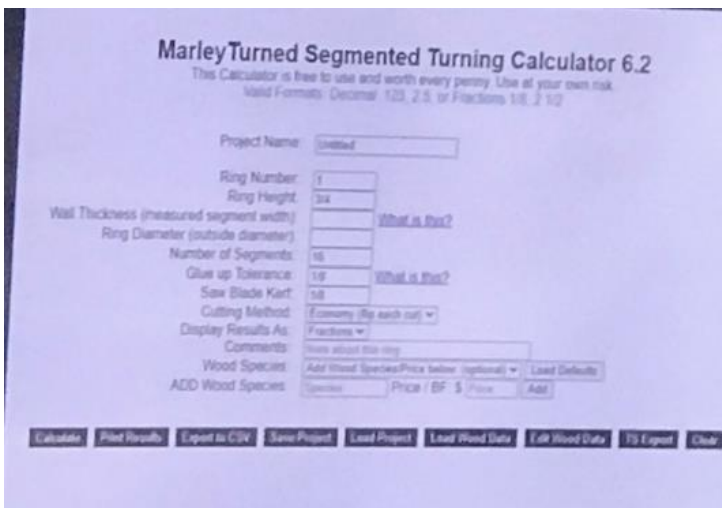 MarleyTurned Segmented Turning Calculator 6.2
This Calculator is free to use and worth every penny. Use at your own risk.
Valid Formats: Decimal: 123, 2.5, or Fractions 1/8, 2 1/2
Project Name: Untitled
Ring Number: 1
Ring Height: 3/4
Wall Thickness (measured segment width): What is this?
Ring Diameter (outside diameter):
Number of Segments:
Glue up Tolerance: 1/8 What is this?
Saw Blade Kerf: 1/8
Cutting Method: Economy (flip each cut)
Display Results As: Fractions
Comments: about this ring
Wood Species: Add Wood Species/Price below (optional) Load Defaults
ADD Wood Species: Species Price / BF: $ Price Add
Calculate Print Results Export to CSV Save Project Load Project Load Wood Data Edit Wood Data TS Export Clear